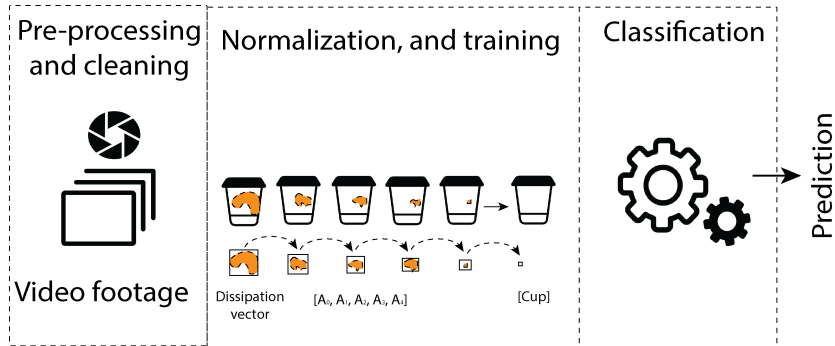 Pre-processing
and cleaning
Video footage
Normalization, and training
Dissipation
vector
[A₀, A₁, A₂, A₃, A₄]
[Cup]
Classification
Prediction